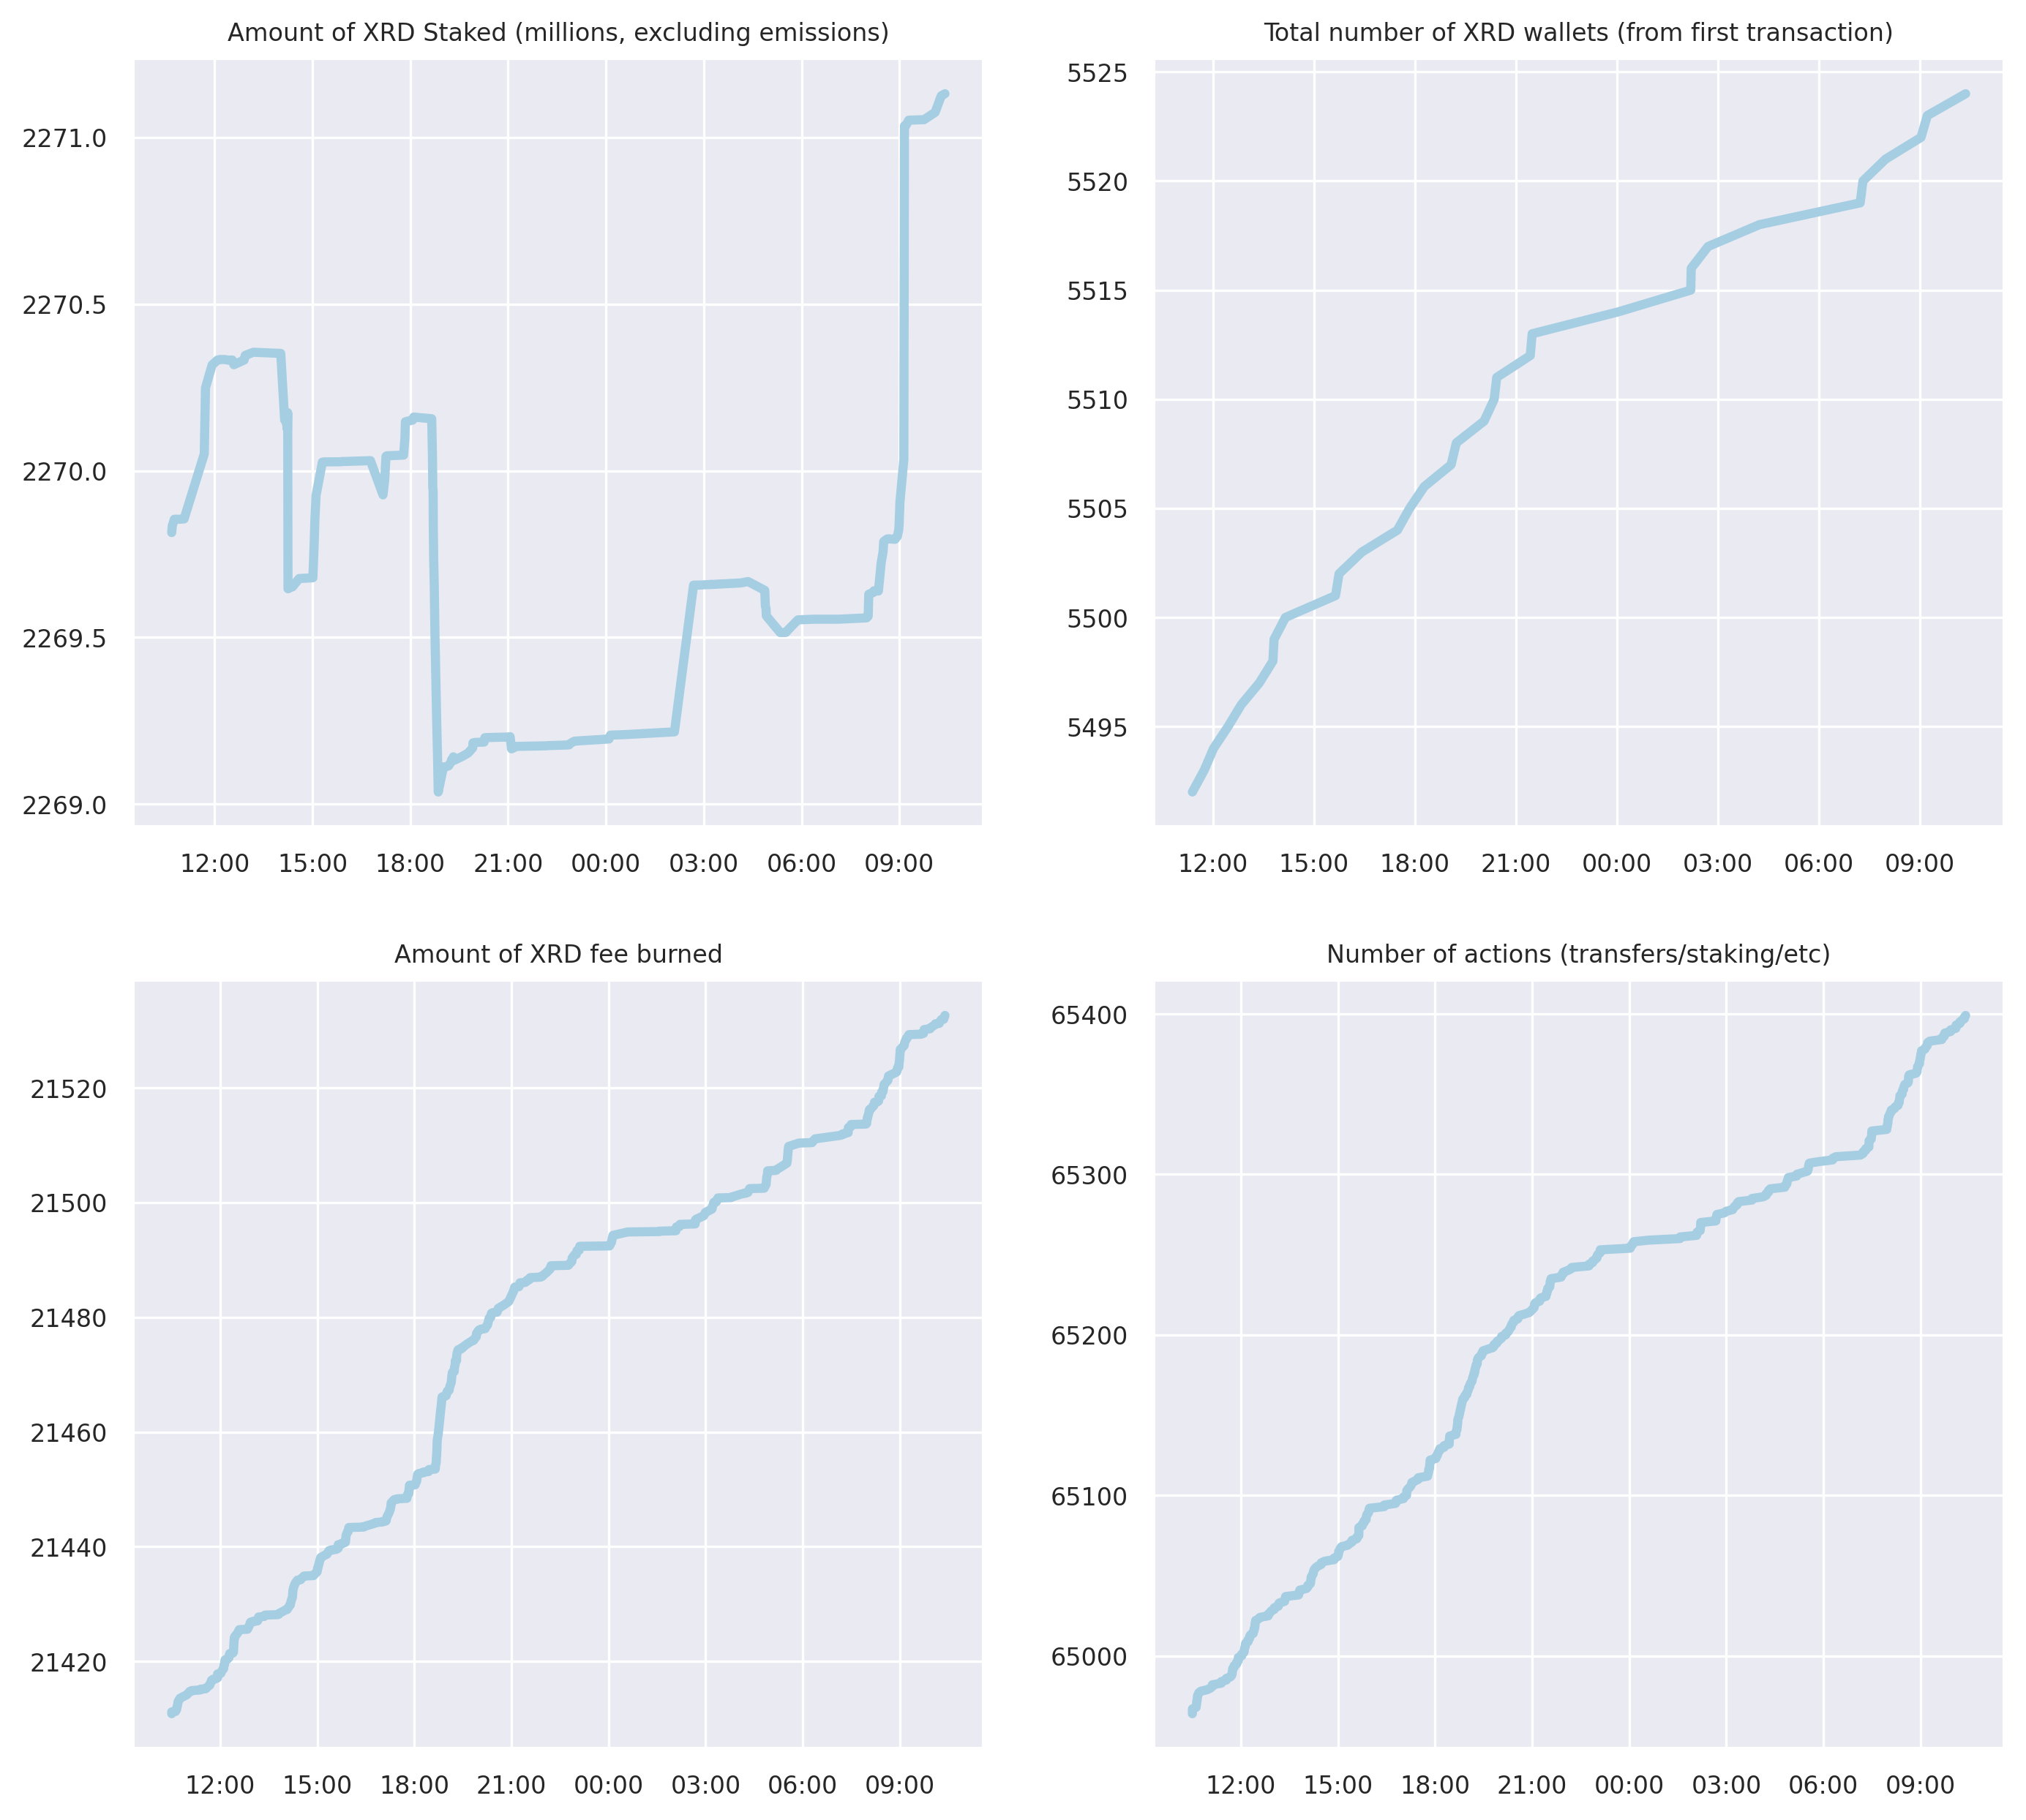 Amount of XRD Staked (millions, excluding emissions)
2271.0
2270.5
2270.0
2269.5
2269.0
12:00 15:00 18:00 21:00 00:00 03:00 06:00 09:00
Total number of XRD wallets (from first transaction)
5525
5520
5515
5510
5505
5500
5495
12:00 15:00 18:00 21:00 00:00 03:00 06:00 09:00
Amount of XRD fee burned
21520
21500
21480
21460
21440
21420
12:00 15:00 18:00 21:00 00:00 03:00 06:00 09:00
Number of actions (transfers/staking/etc)
65400
65300
65200
65100
65000
12:00 15:00 18:00 21:00 00:00 03:00 06:00 09:00